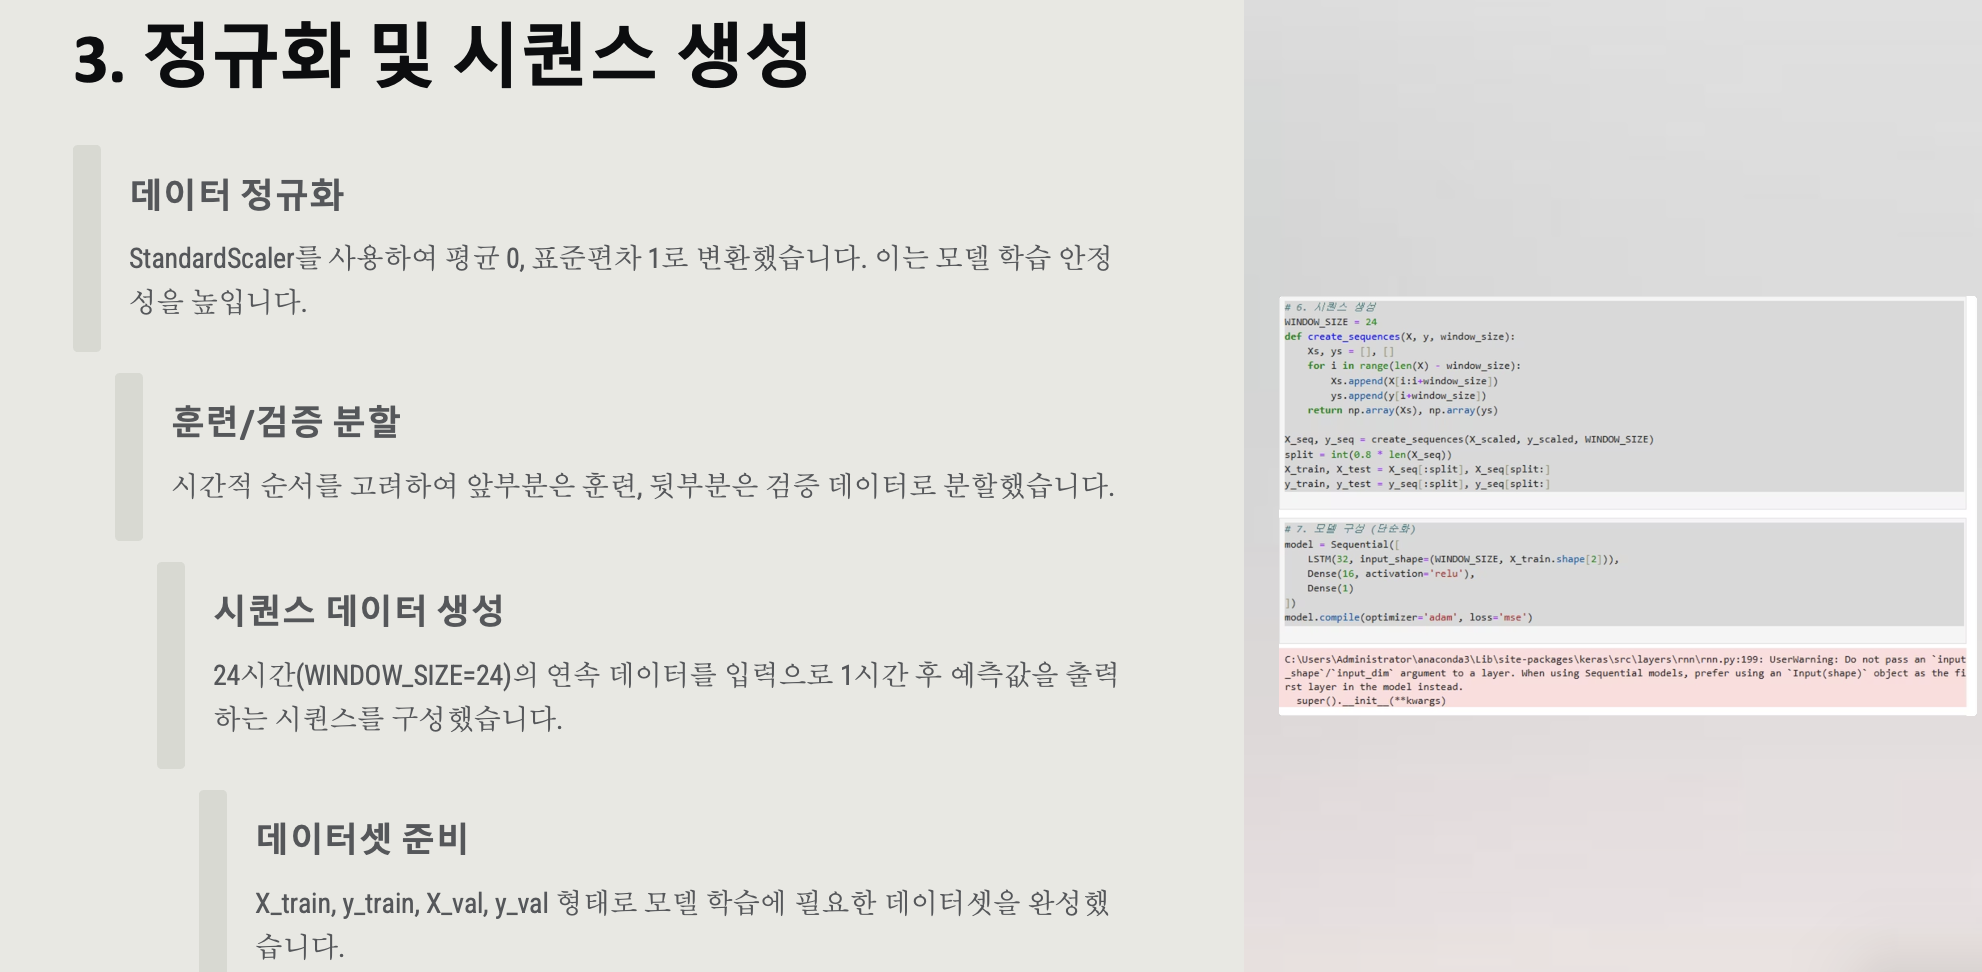 3. 정규화 및 시퀀스 생성
데이터 정규화
StandardScaler를 사용하여 평균 0, 표준편차 1로 변환했습니다. 이는 모델 학습 안정
성을 높입니다.
훈련/검증 분할
시간적 순서를 고려하여 앞부분은 훈련, 뒷부분은 검증 데이터로 분할했습니다.
시퀀스 데이터 생성
24시간(WINDOW_SIZE=24)의 연속 데이터를 입력으로 1시간 후 예측값을 출력
하는 시퀀스를 구성했습니다.
데이터셋 준비
X_train, y_train, X_val, y_val 형태로 모델 학습에 필요한 데이터셋을 완성했
습니다.
# 6. 시퀀스 생성
WINDOW_SIZE = 24
def create_sequences(X, y, window_size):
    Xs, ys = [], []
    for i in range(len(X) - window_size):
        Xs.append(X[i:i+window_size])
        ys.append(y[i+window_size])
    return np.array(Xs), np.array(ys)
X_seq, y_seq = create_sequences(X_scaled, y_scaled, WINDOW_SIZE)
split = int(0.8 * len(X_seq))
X_train, X_test = X_seq[:split], X_seq[split:]
y_train, y_test = y_seq[:split], y_seq[split:]
# 7. 모델 구성 (단순화)
model = Sequential([
    LSTM(32, input_shape=(WINDOW_SIZE, X_train.shape[2])),
    Dense(16, activation='relu'),
    Dense(1)
])
model.compile(optimizer='adam', loss='mse')
C:\Users\Administrator\anaconda3\Lib\site-packages\keras\src\layers\rnn\rnn.py:199: UserWarning: Do not pass an `input
_shape`/`input_dim` argument to a layer. When using Sequential models, prefer using an `Input(shape)` object as the fi
rst layer in the model instead.
  super().__init__(**kwargs)